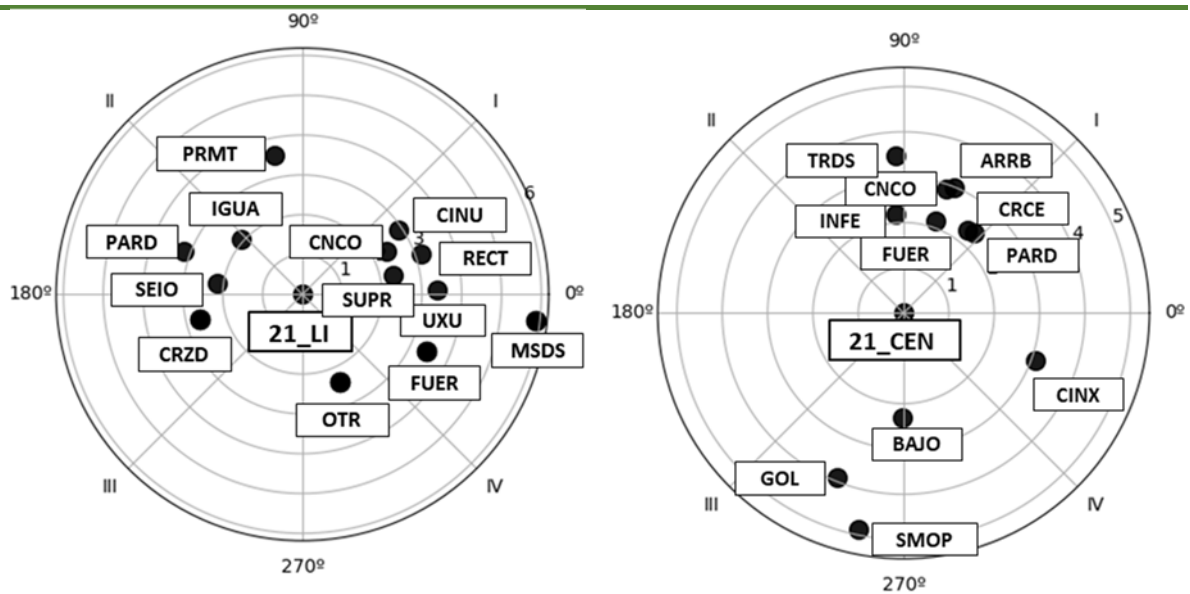 90º
II
I
PRMT
6
IGUA
CINU
PARD
CNCO
3
RECT
SEIO
1
180º
0º
SUPR
21_LI
UXU
CRZD
MSDS
FUER
OTR
III
IV
270º
90º
II
I
TRDS
ARRB
CNCO
CRCE
5
INFE
4
FUER
PARD
1
180º
0º
21_CEN
CINX
BAJO
GOL
III
IV
SMOP
270º